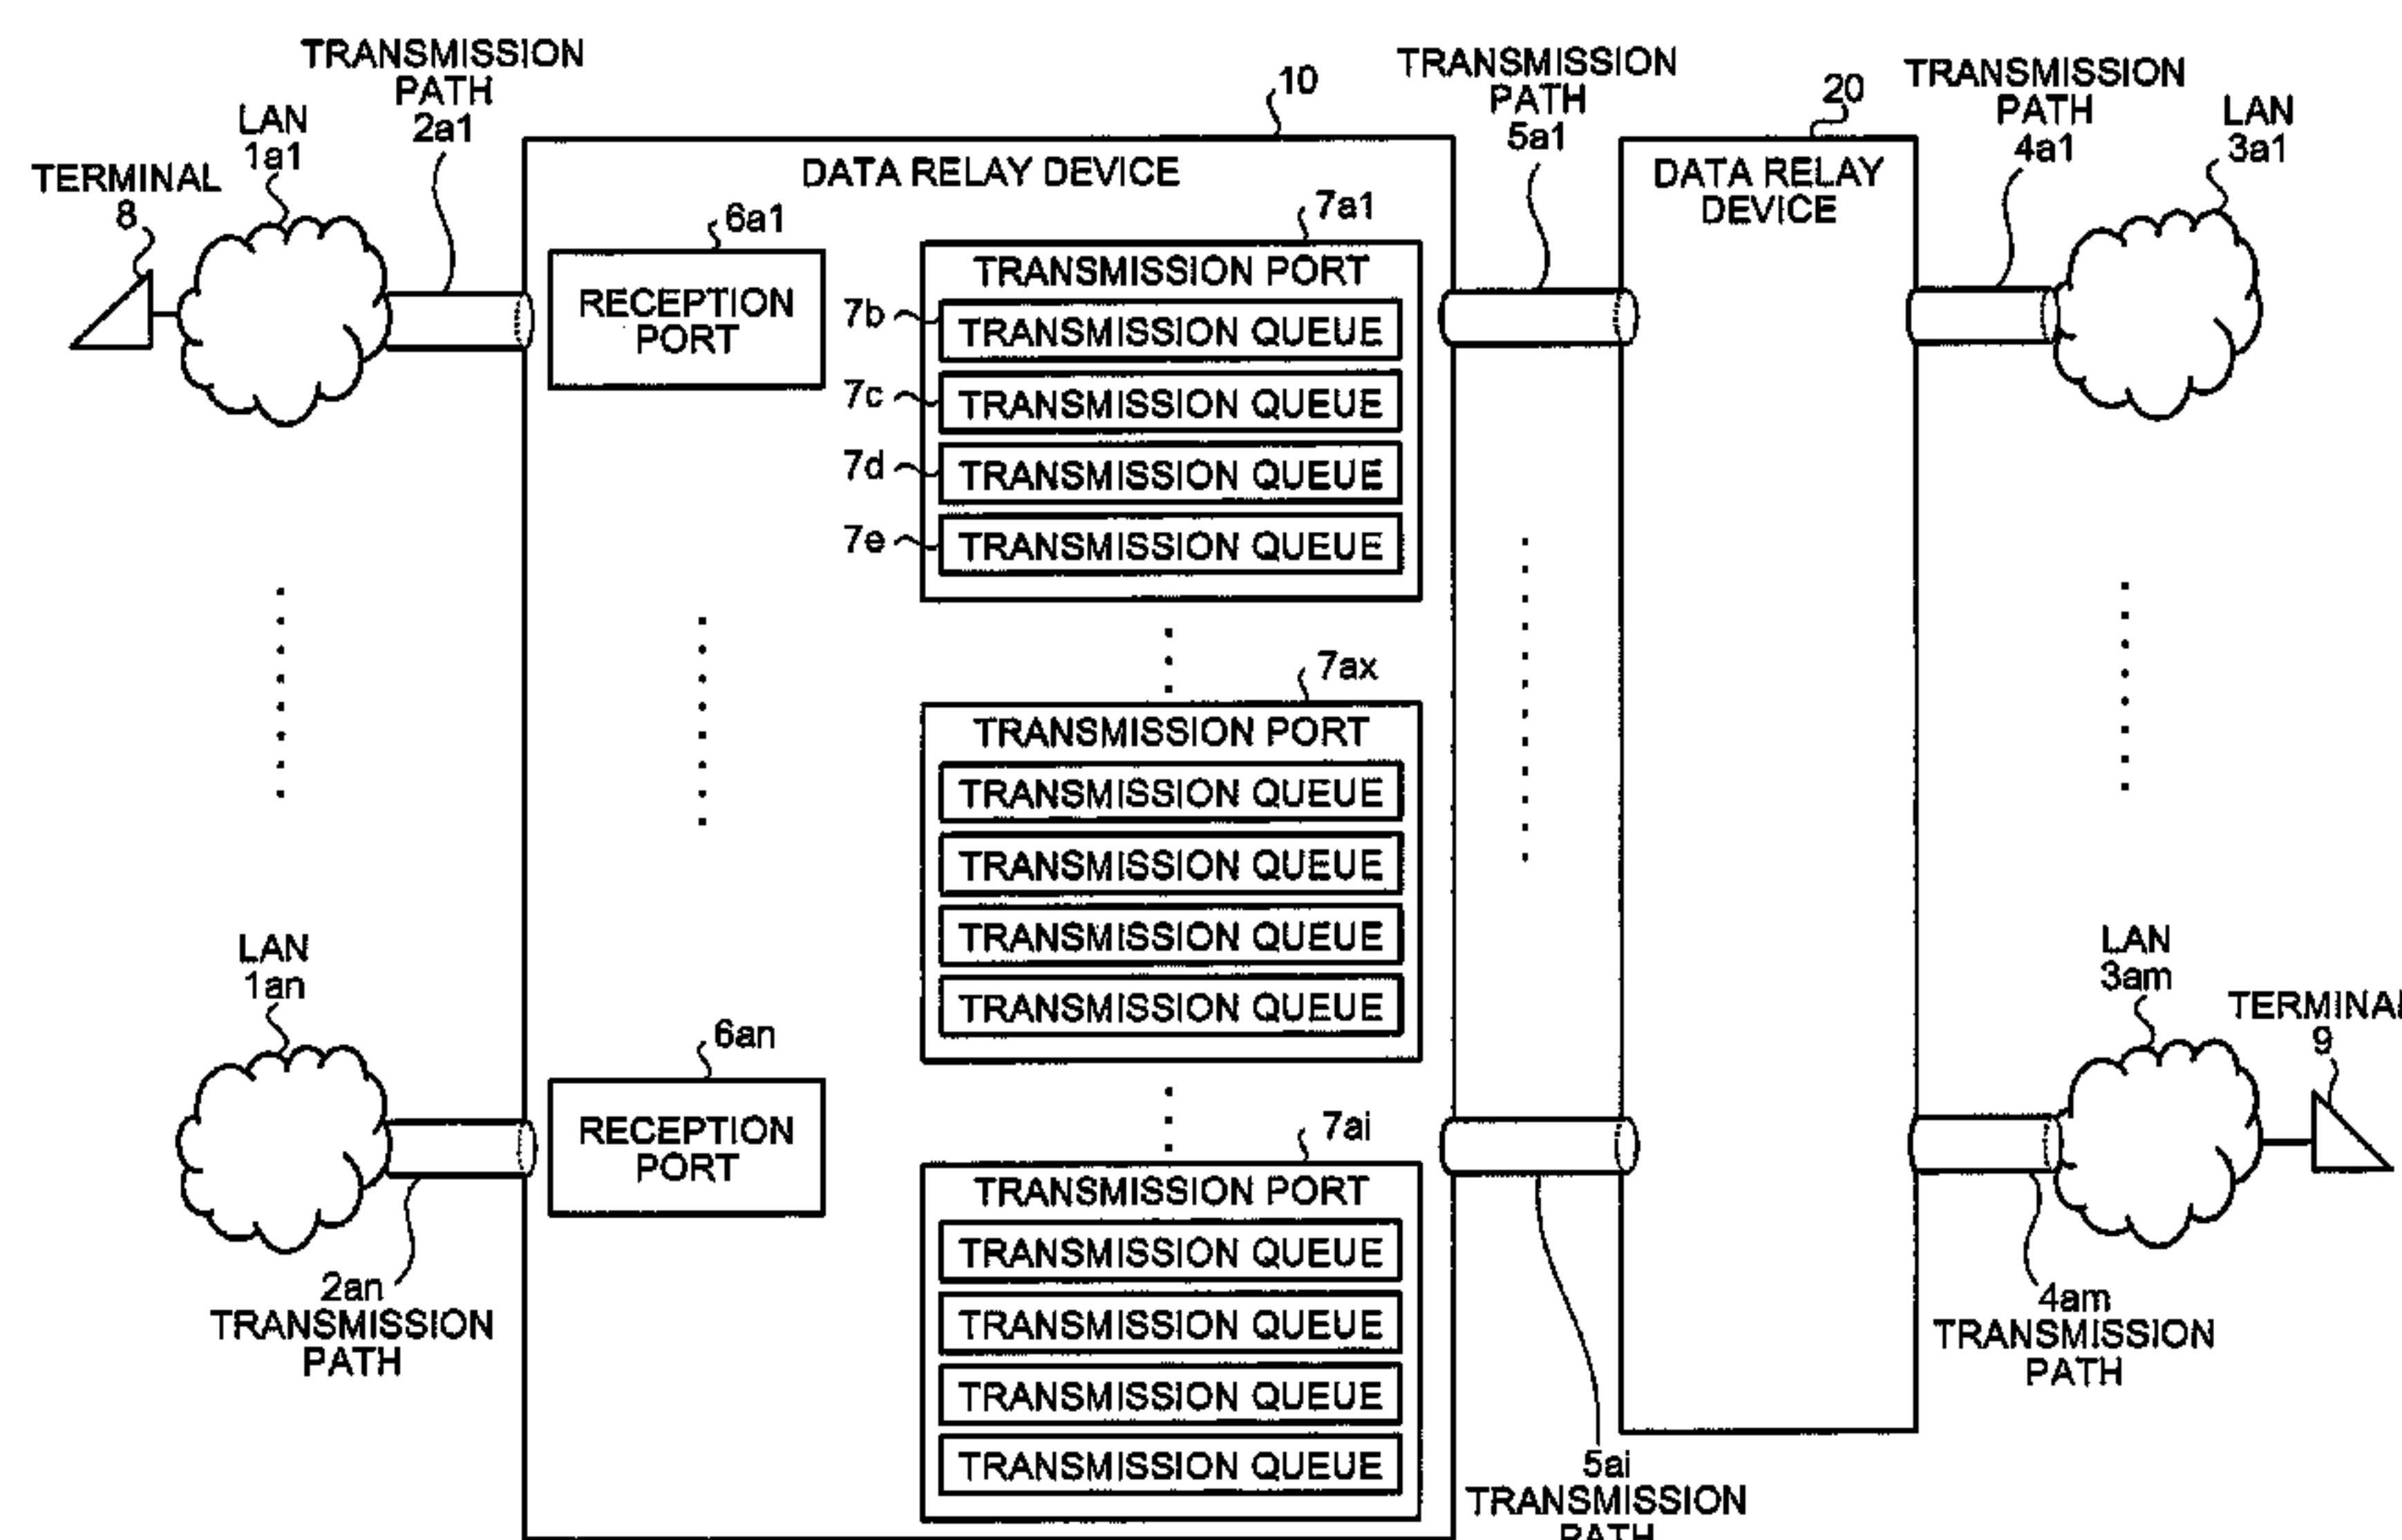 TRANSMISSION
PATH
2a1
LAN
1a1
TERMINAL
8
10
DATA RELAY DEVICE
6a1
RECEPTION
PORT
7a1
TRANSMISSION PORT
7b
TRANSMISSION QUEUE
7c
TRANSMISSION QUEUE
7d
TRANSMISSION QUEUE
7e
TRANSMISSION QUEUE
7ax
TRANSMISSION PORT
TRANSMISSION QUEUE
TRANSMISSION QUEUE
TRANSMISSION QUEUE
TRANSMISSION QUEUE
LAN
1an
6an
RECEPTION
PORT
2an
TRANSMISSION
PATH
7ai
TRANSMISSION PORT
TRANSMISSION QUEUE
TRANSMISSION QUEUE
TRANSMISSION QUEUE
TRANSMISSION QUEUE
TRANSMISSION
PATH
5a1
20
DATA RELAY
DEVICE
TRANSMISSION
PATH
4a1
LAN
3a1
LAN
3am
TERMINAL
9
4am
TRANSMISSION
PATH
5ai
TRANSMISSION
PATH